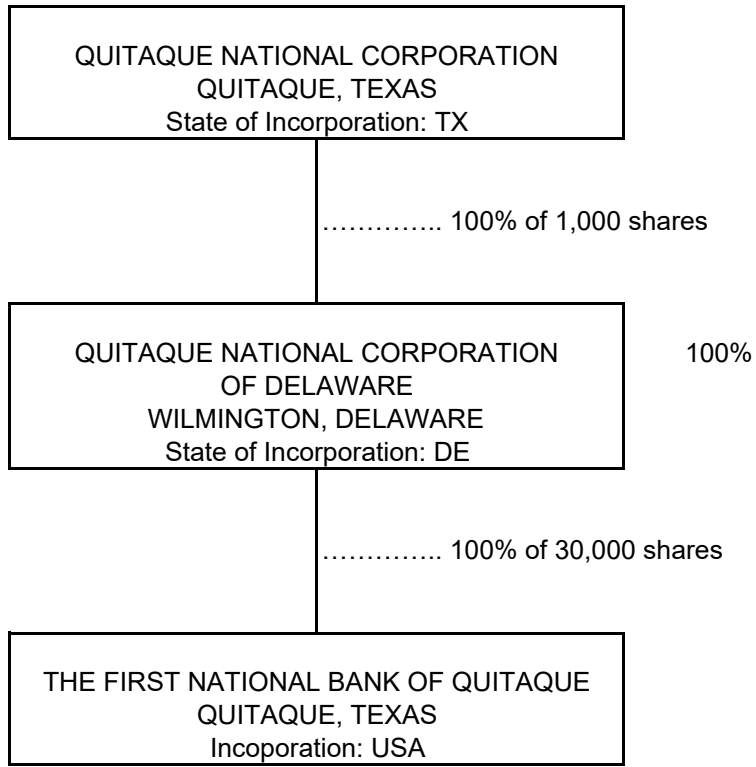 QUITAQUE NATIONAL CORPORATION
QUITAQUE, TEXAS
State of Incorporation: TX
………….. 100% of 1,000 shares
QUITAQUE NATIONAL CORPORATION 100%
OF DELAWARE
WILMINGTON, DELAWARE
State of Incorporation: DE
………….. 100% of 30,000 shares
THE FIRST NATIONAL BANK OF QUITAQUE
QUITAQUE, TEXAS
Incoporation: USA